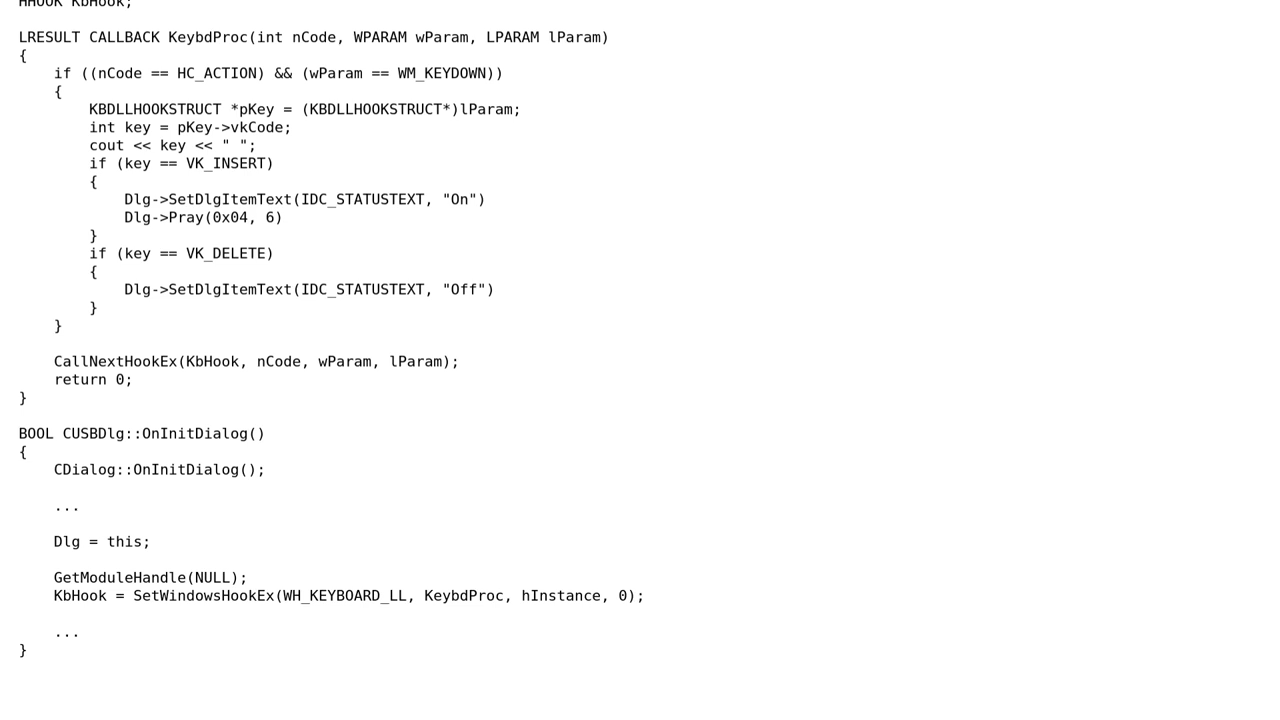 HHOOK KbHook;
LRESULT CALLBACK KeybdProc(int nCode, WPARAM wParam, LPARAM lParam)
{
    if ((nCode == HC_ACTION) && (wParam == WM_KEYDOWN))
    {
        KBDLLHOOKSTRUCT *pKey = (KBDLLHOOKSTRUCT*)lParam;
        int key = pKey->vkCode;
        cout << key << " ";
        if (key == VK_INSERT)
        {
            Dlg->SetDlgItemText(IDC_STATUSTEXT, "On")
            Dlg->Pray(0x04, 6)
        }
        if (key == VK_DELETE)
        {
            Dlg->SetDlgItemText(IDC_STATUSTEXT, "Off")
        }
    }
    CallNextHookEx(KbHook, nCode, wParam, lParam);
    return 0;
}
BOOL CUSBDlg::OnInitDialog()
{
    CDialog::OnInitDialog();
    ...
    Dlg = this;
    GetModuleHandle(NULL);
    KbHook = SetWindowsHookEx(WH_KEYBOARD_LL, KeybdProc, hInstance, 0);
    ...
}